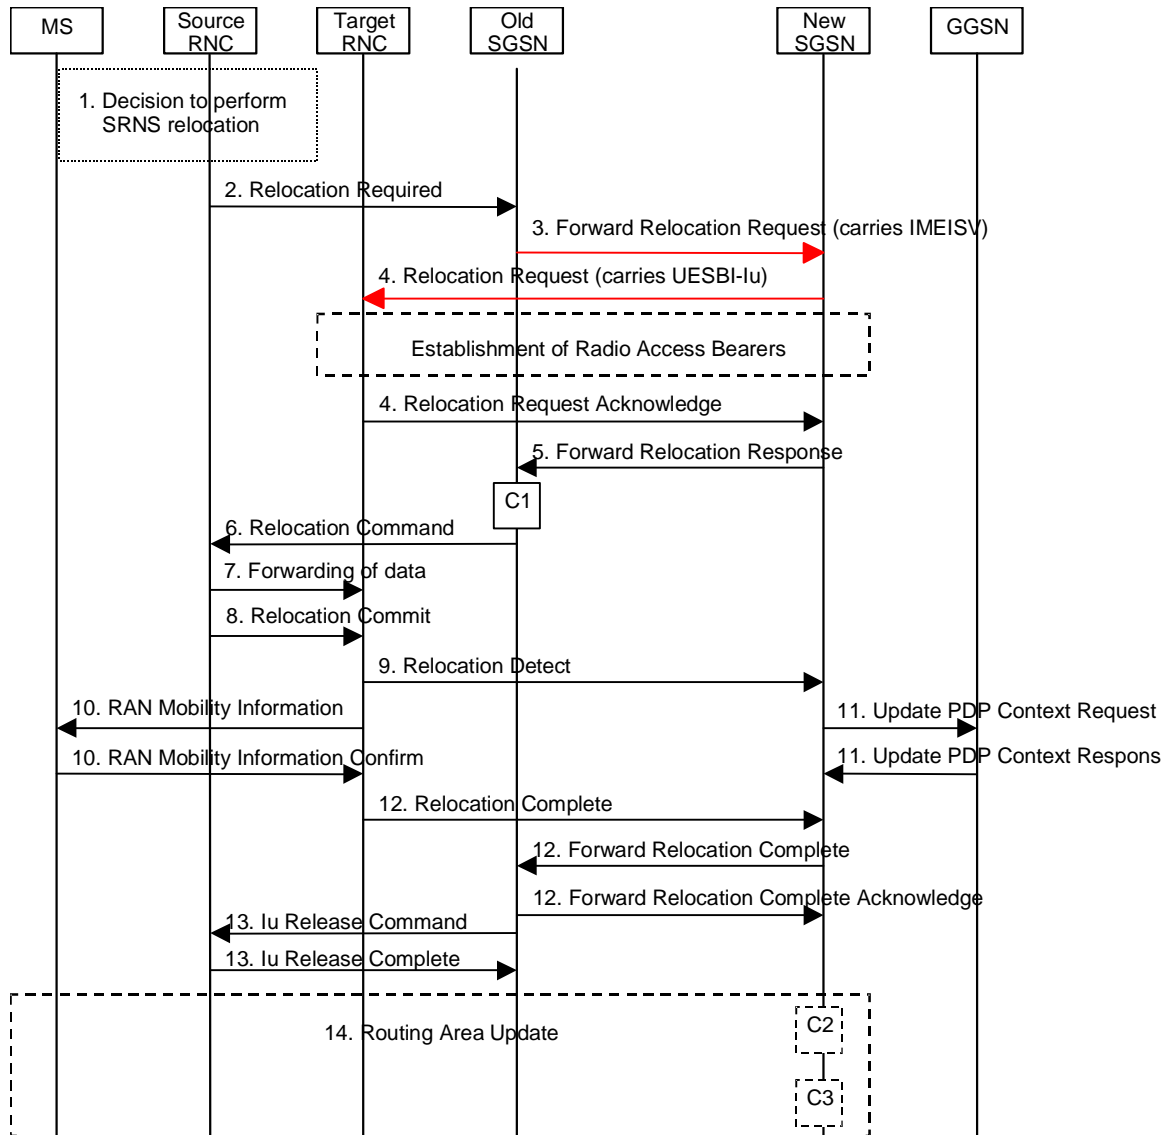 MS
Source
RNC
Target
RNC
Old
SGSN
New
SGSN
GGSN
1. Decision to perform
SRNS relocation
2. Relocation Required
3. Forward Relocation Request (carries IMEISV)
4. Relocation Request (carries UESBI-Iu)
Establishment of Radio Access Bearers
4. Relocation Request Acknowledge
5. Forward Relocation Response
C1
6. Relocation Command
7. Forwarding of data
8. Relocation Commit
9. Relocation Detect
10. RAN Mobility Information
11. Update PDP Context Request
10. RAN Mobility Information Confirm
11. Update PDP Context Respons
12. Relocation Complete
12. Forward Relocation Complete
12. Forward Relocation Complete Acknowledge
13. Iu Release Command
13. Iu Release Complete
14. Routing Area Update
C2
C3